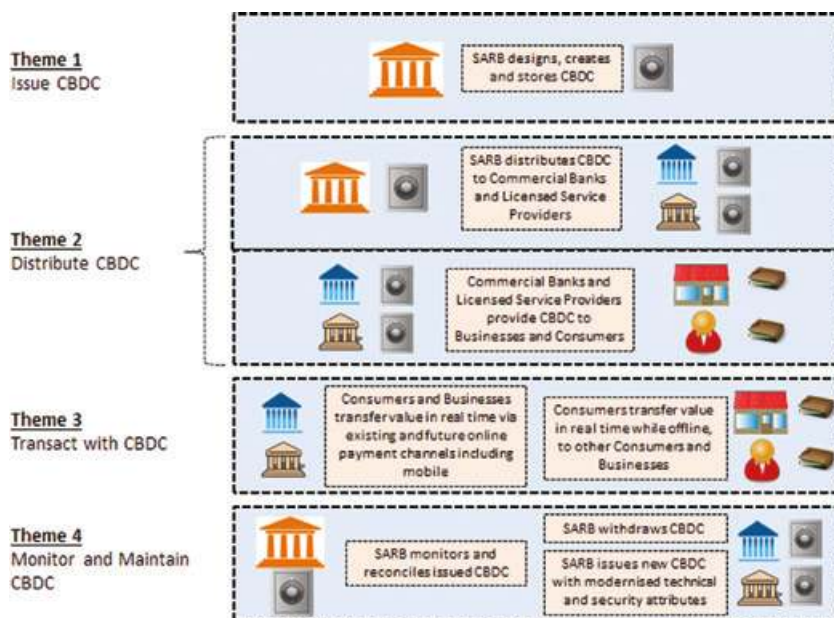 Theme 1
Issue CBDC
SARB designs, creates
and stores CBDC
Theme 2
Distribute CBDC
SARB distributes CBDC
to Commercial Banks
and Licensed Service
Providers
Commercial Banks and
Licensed Service Providers
provide CBDC to
Businesses and Consumers
Theme 3
Transact with CBDC
Consumers and Businesses
transfer value in real time via
existing and future online
payment channels including
mobile
Consumers transfer value
in real time while offline,
to other Consumers and
Businesses
Theme 4
Monitor and Maintain
CBDC
SARB monitors and
reconciles issued CBDC
SARB withdraws CBDC
SARB issues new CBDC
with modernised technical
and security attributes